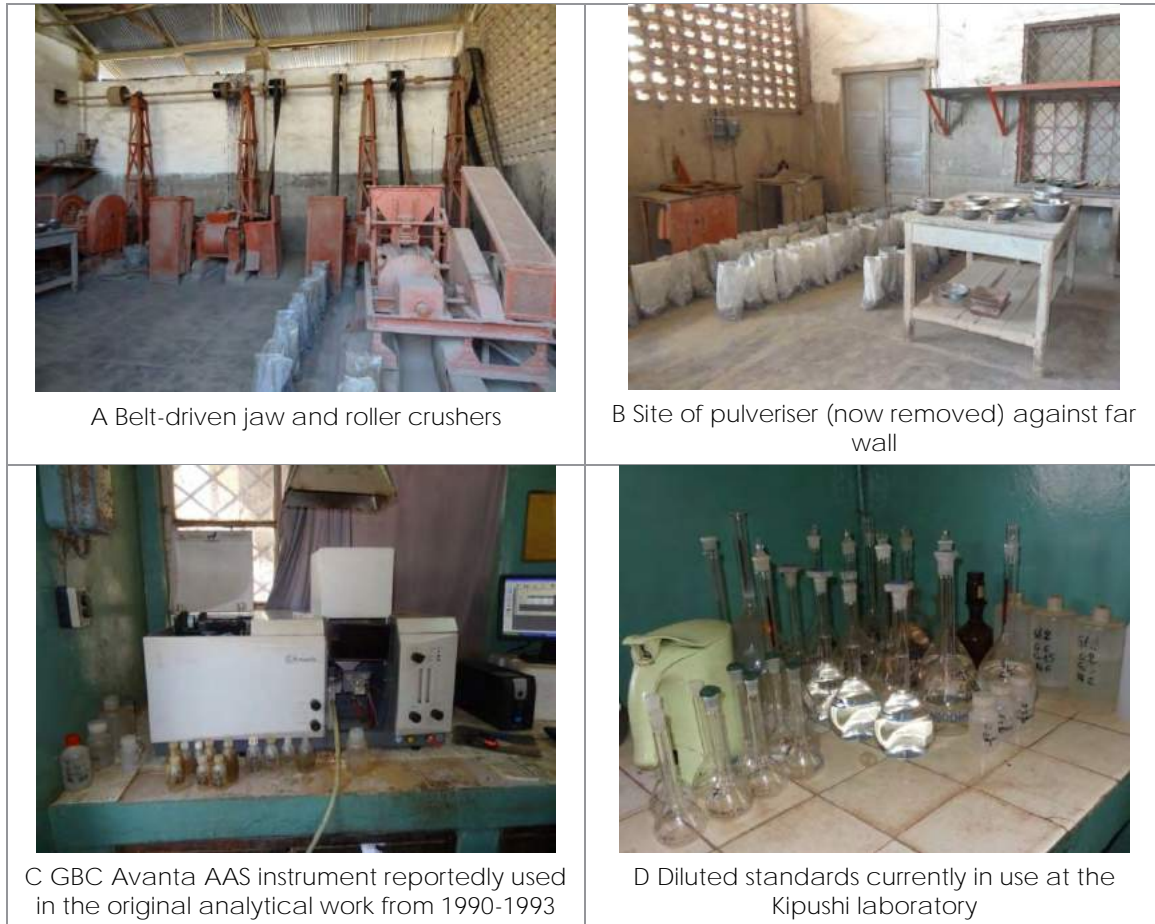 A Belt-driven jaw and roller crushers
B Site of pulveriser (now removed) against far
wall
C GBC Avanta AAS instrument reportedly used
in the original analytical work from 1990-1993
D Diluted standards currently in use at the
Kipushi laboratory